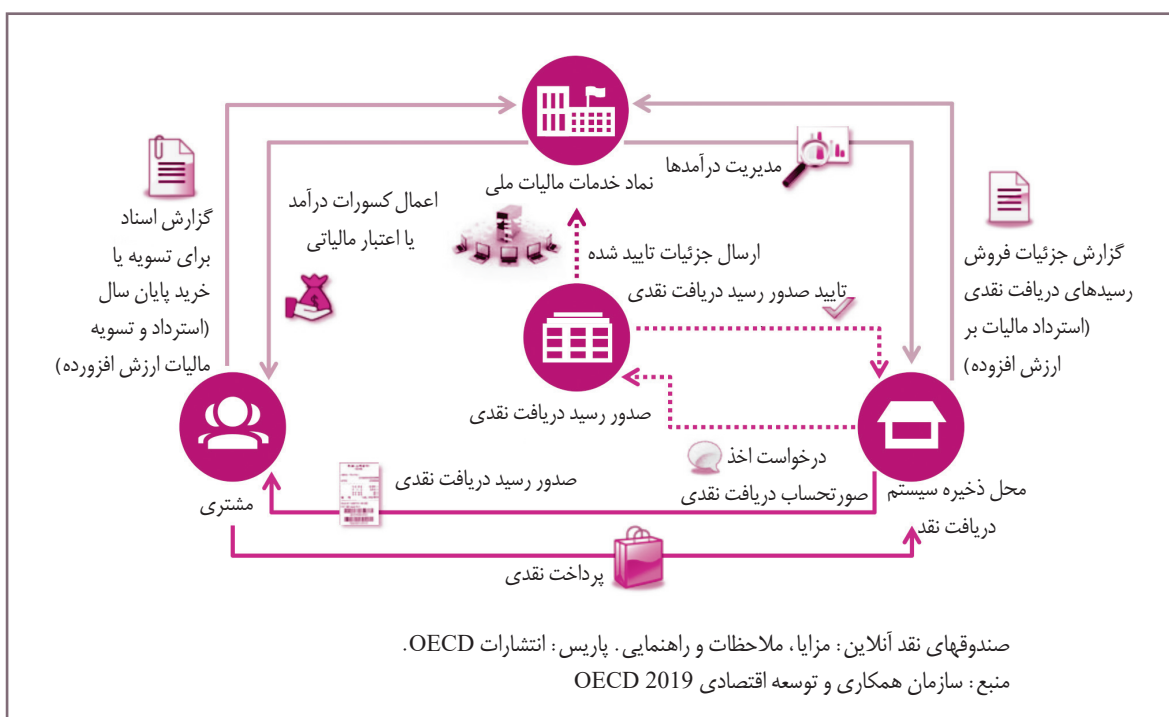 نماد خدمات مالیات ملی
مدیریت درآمدها
گزارش جزئیات فروش
رسیدهای دریافت نقدی
(استرداد مالیات بر
ارزش افزوده)
اعمال کسورات درآمد
یا اعتبار مالیاتی
گزارش اسناد
برای تسویه یا
خرید پایان سال
(استرداد و تسویه
مالیات ارزش افزورده)
ارسال جزئیات تایید شده
تایید صدور رسید دریافت نقدی
صدور رسید دریافت نقدی
درخواست اخذ
صورتحساب دریافت نقدی
محل ذخیره سیستم
دریافت نقد
صدور رسید دریافت نقدی
مشتری
پرداخت نقدی
صندوقهای نقد آنلاین: مزایا، ملاحظات و راهنمایی. پاریس: انتشارات OECD.
منبع: سازمان همکاری و توسعه اقتصادی OECD 2019